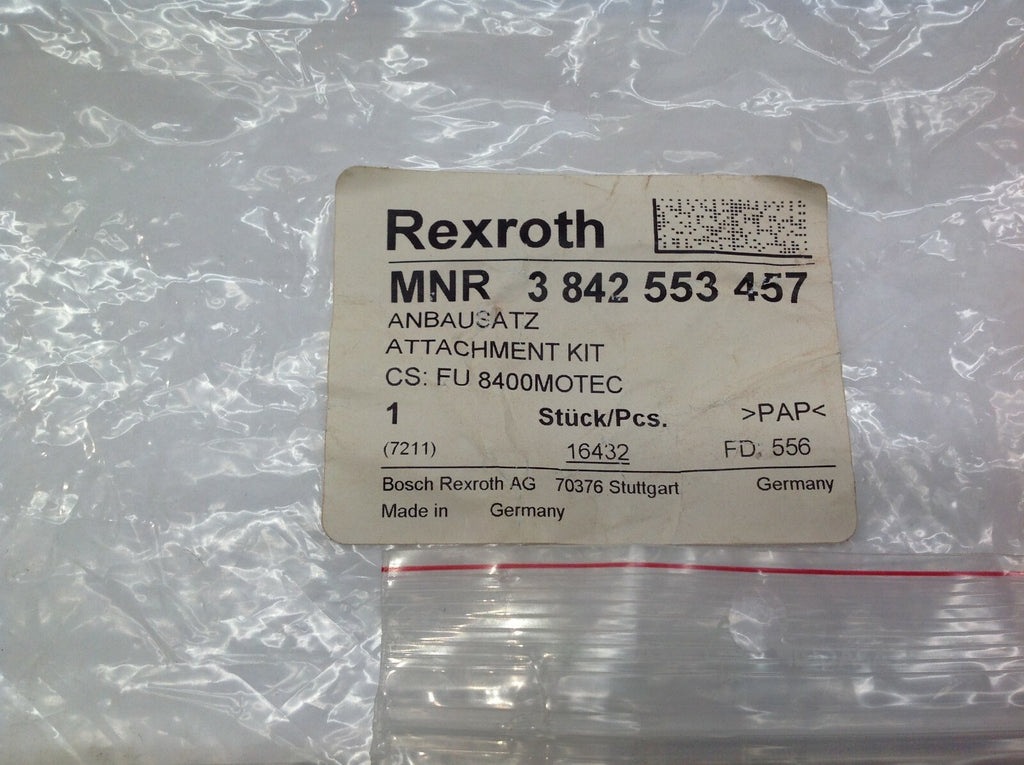 Rexroth
MNR 3 842 553 457
ANBAUSATZ
ATTACHMENT KIT
CS: FU 8400MOTEC
1 Stück/Pcs. >PAP<
(7211) 16432 FD: 556
Bosch Rexroth AG 70376 Stuttgart Germany
Made in Germany